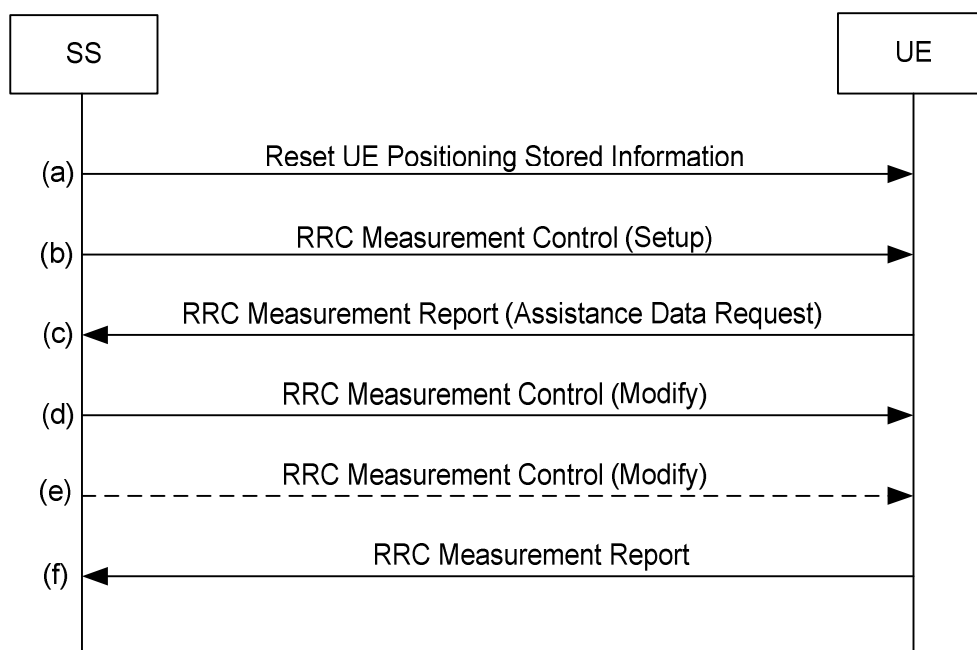 SS
UE
(a) Reset UE Positioning Stored Information
(b) RRC Measurement Control (Setup)
(c) RRC Measurement Report (Assistance Data Request)
(d) RRC Measurement Control (Modify)
(e) RRC Measurement Control (Modify)
(f) RRC Measurement Report